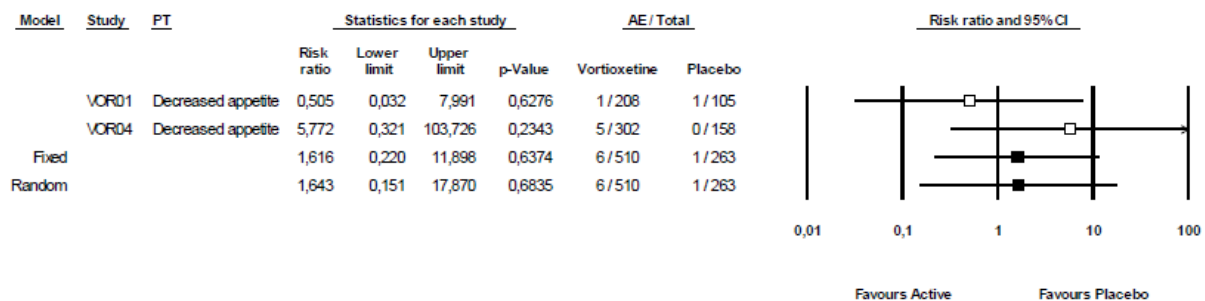 Model Study PT Statistics for each study AE / Total Risk ratio and 95% CI
Risk ratio Lower limit Upper limit p-Value Vortioxetine Placebo
VOR01 Decreased appetite 0,505 0,032 7,991 0,6276 1 / 208 1 / 105
VOR04 Decreased appetite 5,772 0,321 103,726 0,2343 5 / 302 0 / 158
Fixed 1,616 0,220 11,898 0,6374 6 / 510 1 / 263
Random 1,643 0,151 17,870 0,6835 6 / 510 1 / 263
0,01 0,1 1 10 100
Favours Active Favours Placebo